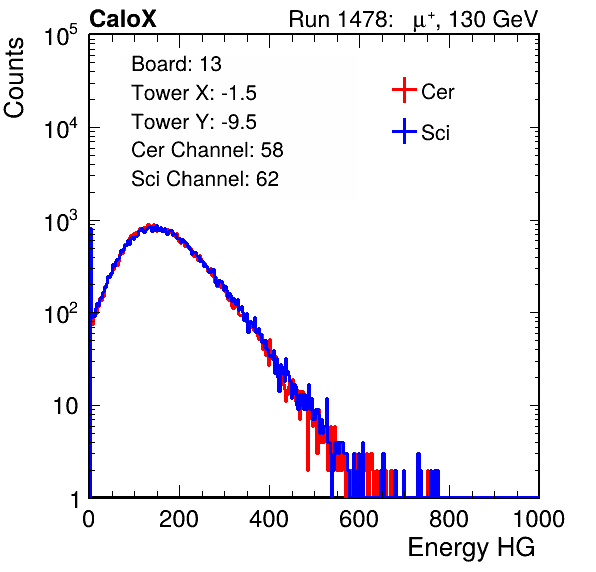 CaloX Run 1478: μ⁺, 130 GeV
Counts
10⁵
10⁴
10³
10²
10
1
Board: 13
Tower X: -1.5
Tower Y: -9.5
Cer Channel: 58
Sci Channel: 62
Cer
Sci
0 200 400 600 800 1000
Energy HG